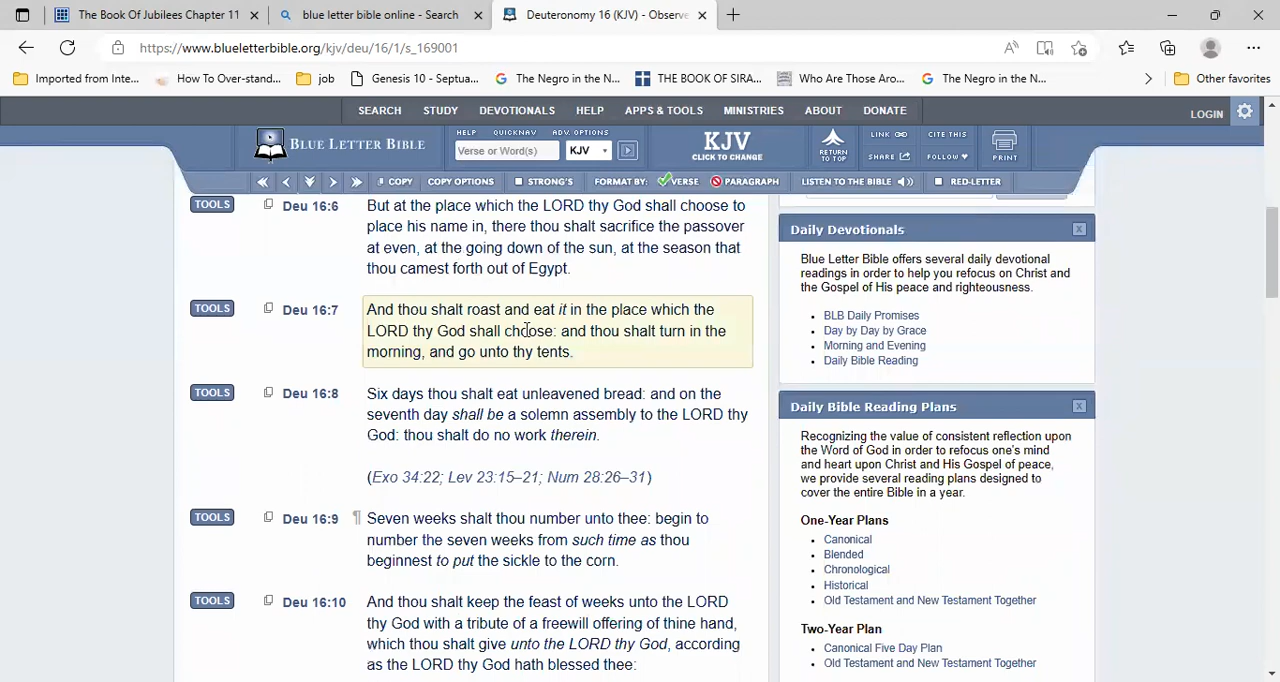 The Book Of Jubilees Chapter 11
blue letter bible online - Search
Deuteronomy 16 (KJV) - Observe
https://www.blueletterbible.org/kjv/deu/16/1/s_169001
Imported from Inte... How To Over-stand... job Genesis 10 - Septua... The Negro in the N... THE BOOK OF SIRA... Who Are Those Aro... The Negro in the N... Other favorites
SEARCH STUDY DEVOTIONALS HELP APPS & TOOLS MINISTRIES ABOUT DONATE LOGIN
BLUE LETTER BIBLE
HELP QUICKNAV ADV. OPTIONS
Verse or Word(s) KJV
KJV
CLICK TO CHANGE
RETURN
TO TOP
LINK CITE THIS
SHARE FOLLOW
PRINT
COPY COPY OPTIONS STRONG'S FORMAT BY: VERSE PARAGRAPH LISTEN TO THE BIBLE RED-LETTER
TOOLS Deu 16:6 But at the place which the LORD thy God shall choose to
place his name in, there thou shalt sacrifice the passover
at even, at the going down of the sun, at the season that
thou camest forth out of Egypt.
TOOLS Deu 16:7 And thou shalt roast and eat it in the place which the
LORD thy God shall choose: and thou shalt turn in the
morning, and go unto thy tents.
TOOLS Deu 16:8 Six days thou shalt eat unleavened bread: and on the
seventh day shall be a solemn assembly to the LORD thy
God: thou shalt do no work therein.
(Exo 34:22; Lev 23:15–21; Num 28:26–31)
TOOLS Deu 16:9 ¶ Seven weeks shalt thou number unto thee: begin to
number the seven weeks from such time as thou
beginnest to put the sickle to the corn.
TOOLS Deu 16:10 And thou shalt keep the feast of weeks unto the LORD
thy God with a tribute of a freewill offering of thine hand,
which thou shalt give unto the LORD thy God, according
as the LORD thy God hath blessed thee:
Daily Devotionals
Blue Letter Bible offers several daily devotional
readings in order to help you refocus on Christ and
the Gospel of His peace and righteousness.
BLB Daily Promises
Day by Day by Grace
Morning and Evening
Daily Bible Reading
Daily Bible Reading Plans
Recognizing the value of consistent reflection upon
the Word of God in order to refocus one's mind
and heart upon Christ and His Gospel of peace,
we provide several reading plans designed to
cover the entire Bible in a year.
One-Year Plans
Canonical
Blended
Chronological
Historical
Old Testament and New Testament Together
Two-Year Plan
Canonical Five Day Plan
Old Testament and New Testament Together